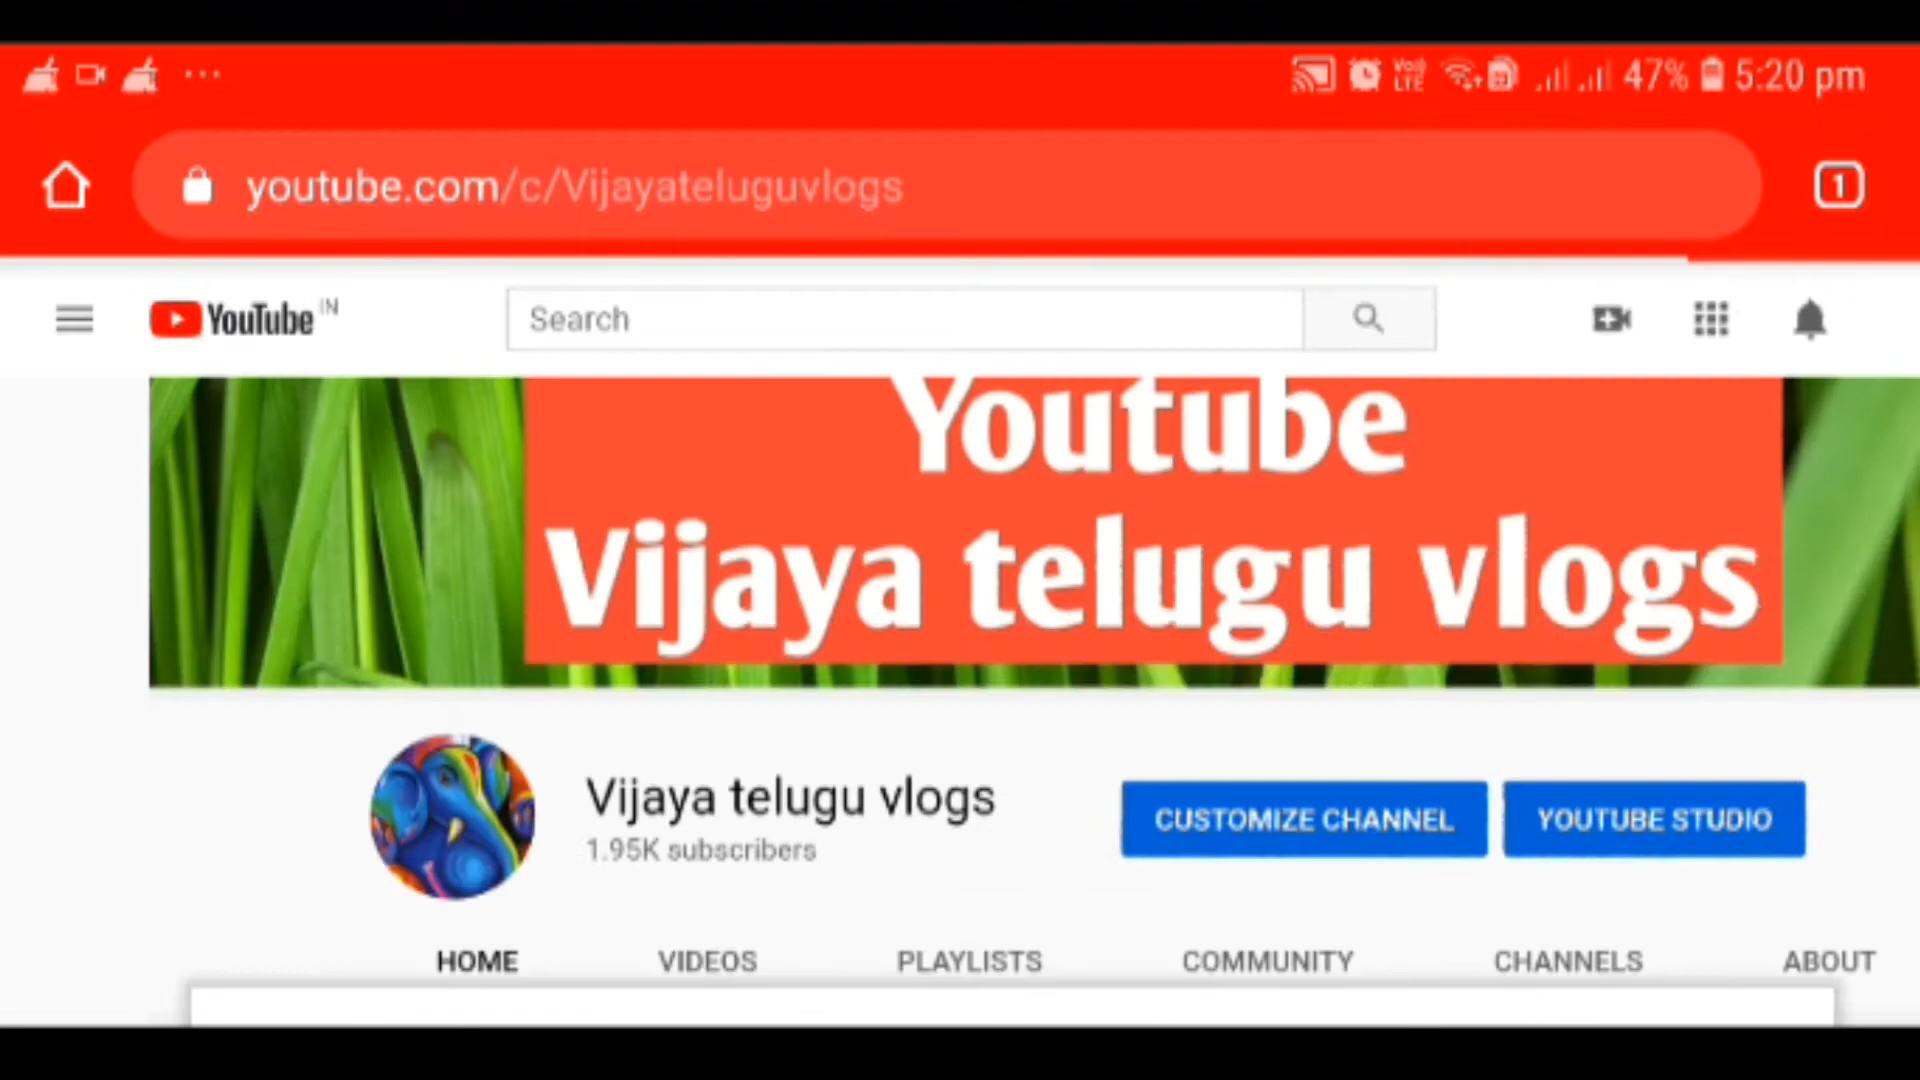 47% 5:20 pm
youtube.com/c/Vijayateluguvlogs
1
YouTube IN
Search
Youtube
Vijaya telugu vlogs
Vijaya telugu vlogs
1.95K subscribers
CUSTOMIZE CHANNEL
YOUTUBE STUDIO
HOME VIDEOS PLAYLISTS COMMUNITY CHANNELS ABOUT